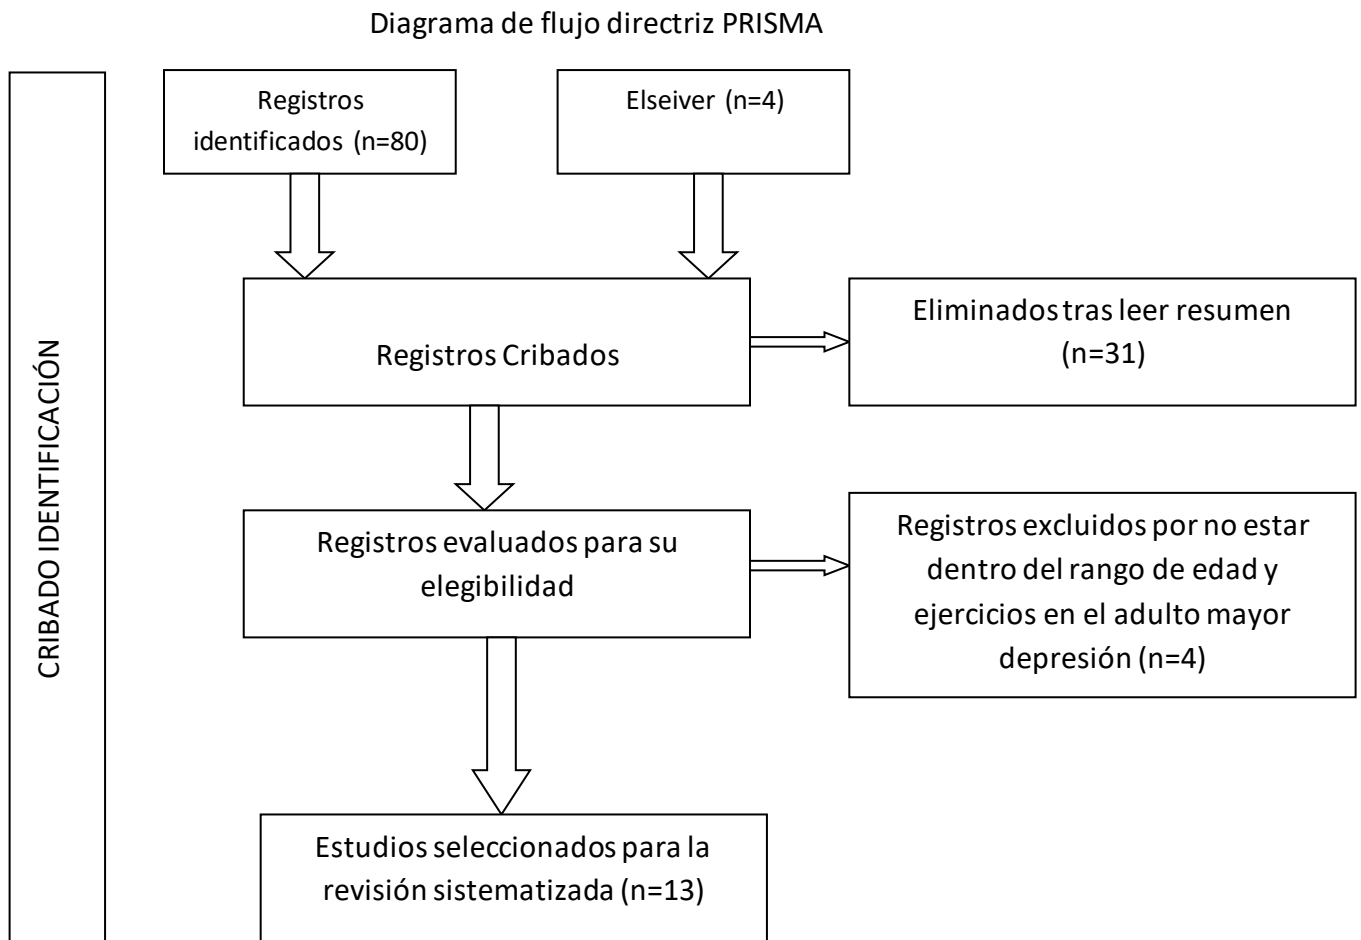 Diagrama de flujo directriz PRISMA
Registros
identificados (n=80)
Elseiver (n=4)
CRIBADO IDENTIFICACIÓN
Registros Cribados
Eliminados tras leer resumen
(n=31)
Registros evaluados para su
elegibilidad
Registros excluidos por no estar
dentro del rango de edad y
ejercicios en el adulto mayor
depresión (n=4)
Estudios seleccionados para la
revisión sistematizada (n=13)